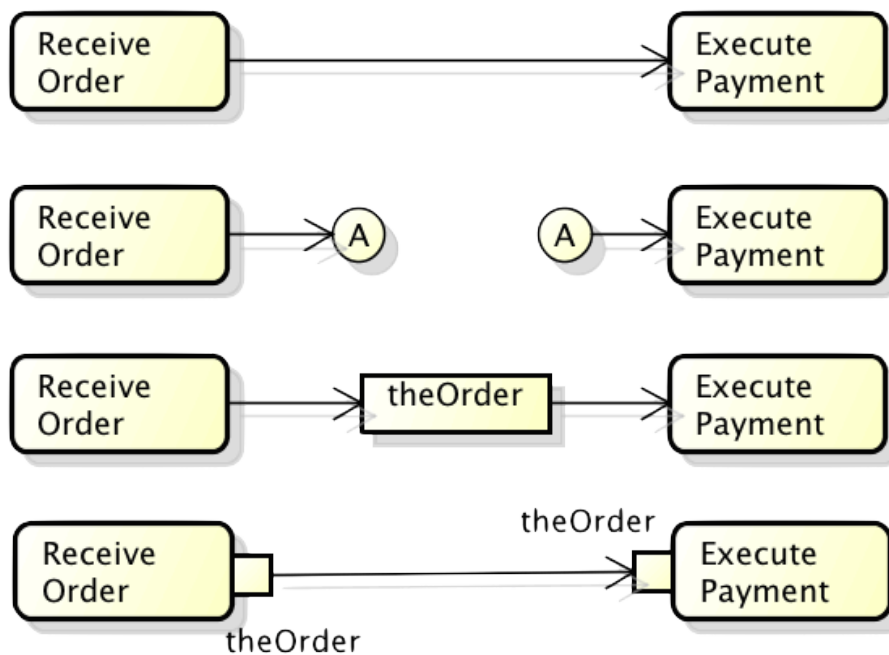 Receive
Order
Execute
Payment
Receive
Order
A
A
Execute
Payment
Receive
Order
theOrder
Execute
Payment
Receive
Order
theOrder
theOrder
Execute
Payment